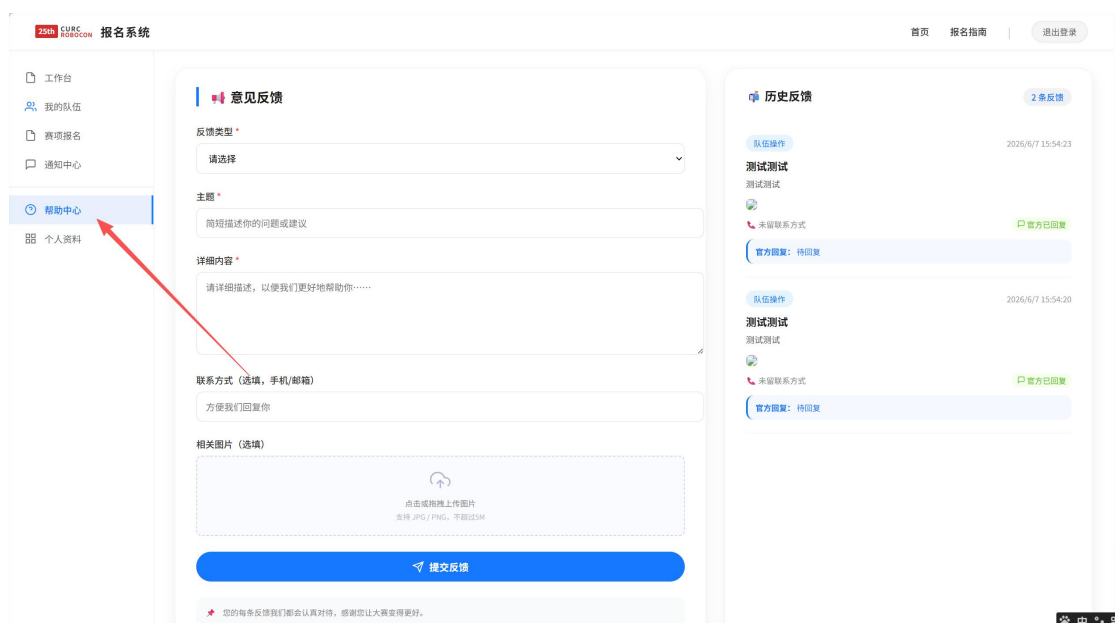 25th CURC ROBOCON 报名系统
首页 报名指南 | 退出登录
工作台
我的队伍
赛项报名
通知中心
帮助中心
个人资料
意见反馈
反馈类型 *
请选择
主题 *
简短描述你的问题或建议
详细内容 *
请详细描述，以便我们更好地帮助你……
联系方式（选填，手机/邮箱）
方便我们回复你
相关图片（选填）
点击或拖拽上传图片
支持 JPG / PNG，不超过5M
提交反馈
您的每条反馈我们都会认真对待，感谢您让大赛变得更好。
历史反馈 2 条反馈
队伍操作 2026/6/7 15:54:23
测试测试
测试测试
未留联系方式 官方已回复
官方回复： 待回复
队伍操作 2026/6/7 15:54:20
测试测试
测试测试
未留联系方式 官方已回复
官方回复： 待回复
中